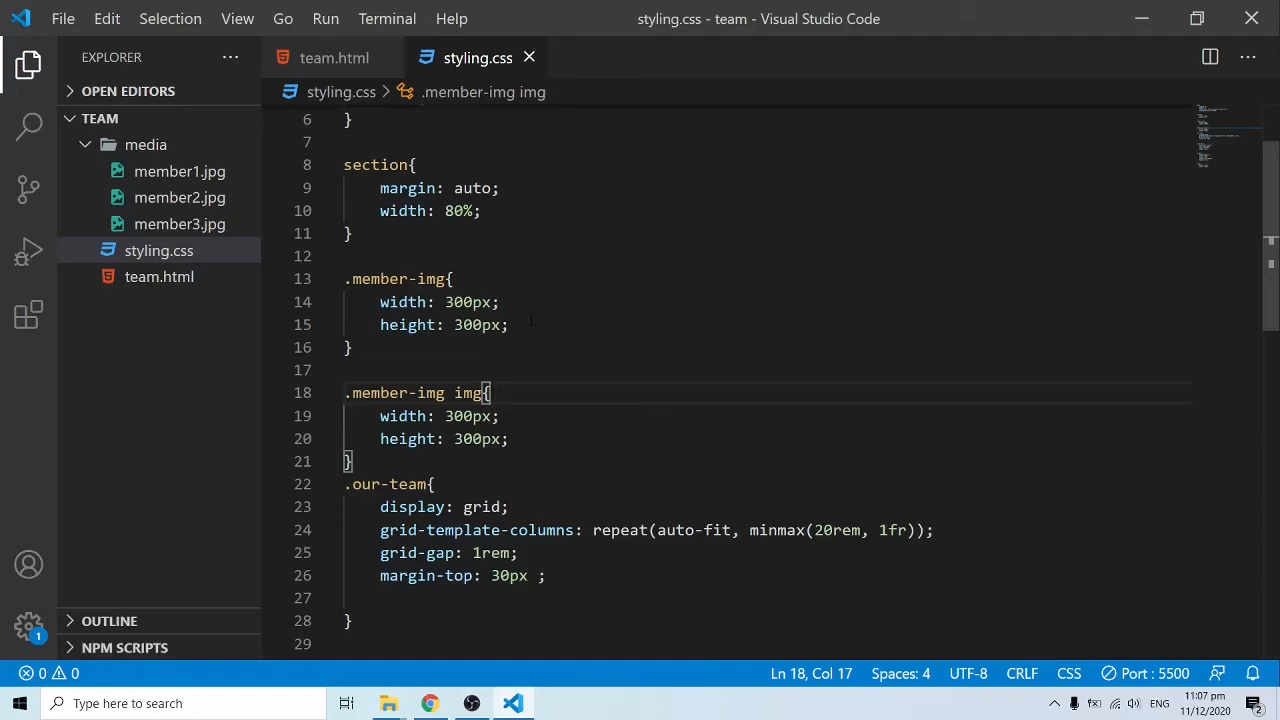 File Edit Selection View Go Run Terminal Help styling.css - team - Visual Studio Code
EXPLORER
team.html styling.css
OPEN EDITORS
styling.css > .member-img img
TEAM
media
member1.jpg
member2.jpg
member3.jpg
styling.css
team.html
OUTLINE
NPM SCRIPTS
1
6 }
7
8 section{
9 margin: auto;
10 width: 80%;
11 }
12
13 .member-img{
14 width: 300px;
15 height: 300px;
16 }
17
18 .member-img img{
19 width: 300px;
20 height: 300px;
21 }
22 .our-team{
23 display: grid;
24 grid-template-columns: repeat(auto-fit, minmax(20rem, 1fr));
25 grid-gap: 1rem;
26 margin-top: 30px ;
27
28 }
29
0 0 Ln 18, Col 17 Spaces: 4 UTF-8 CRLF CSS Port : 5500
Type here to search ENG 11:07 pm
11/12/2020 2